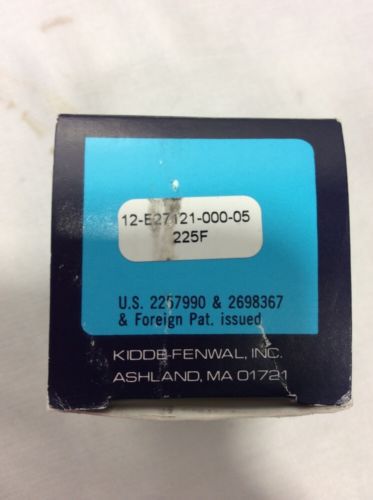 12-E27121-000-05
225F
U.S. 2257990 & 2698367
& Foreign Pat. issued
KIDDE-FENWAL, INC.
ASHLAND, MA 01721